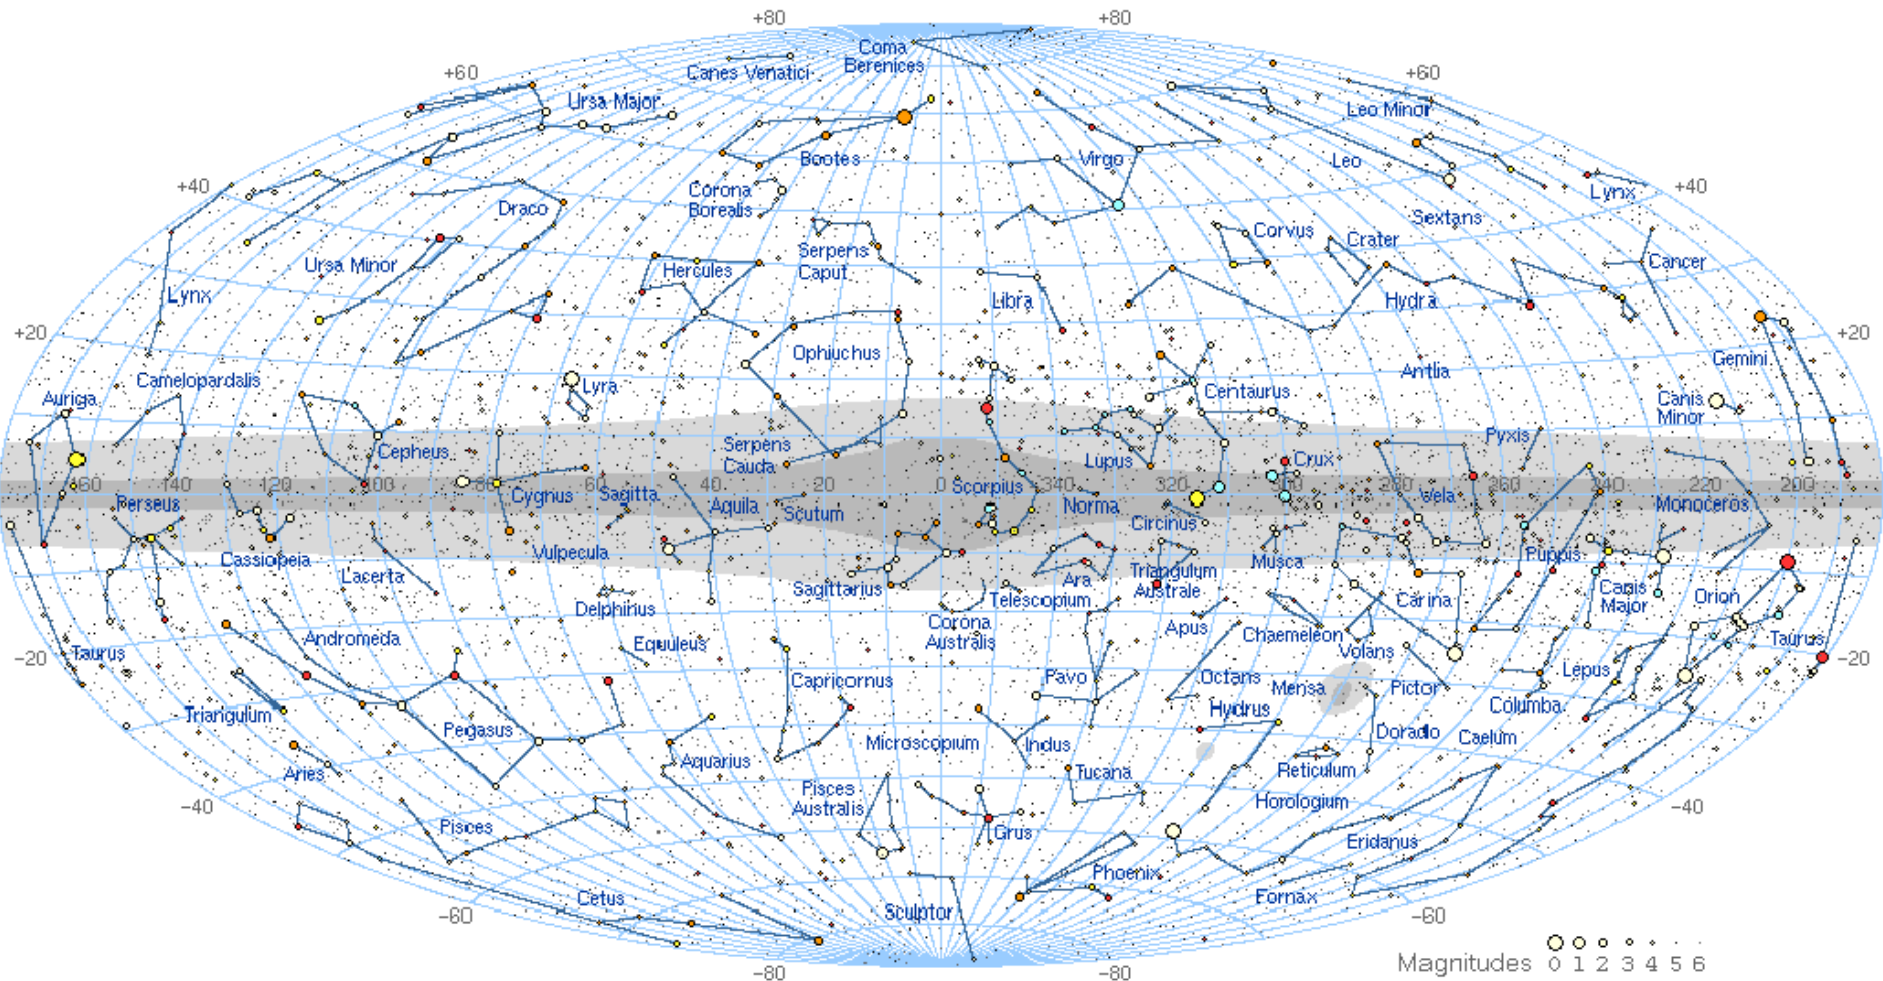 +80
+80
Coma
Berenices
Canes Venatici
+60
+60
Ursa Major
Leo Minor
Bootes
Virgo
Leo
+40
+40
Corona
Borealis
Lynx
Draco
Sextans
Corvus
Crater
Serpens
Caput
Ursa Minor
Hercules
Cancer
Lynx
Libra
Hydra
+20
+20
Ophiuchus
Gemini
Camelopardalis
Lyra
Antlia
Auriga
Centaurus
Canis
Minor
Cepheus
Serpens
Cauda
Lupus
Crux
Pyxis
160
140
120
100
80
60
40
20
0
340
320
300
280
260
240
220
200
Perseus
Cygnus
Sagitta
Aquila
Scutum
Scorpius
Norma
Circinus
Vela
Monoceros
Cassiopeia
Vulpecula
Lacerta
Sagittarius
Ara
Telescopium
Triangulum
Australe
Musca
Puppis
Canis
Major
Orion
Carina
Delphinus
Corona
Australis
Apus
Chaemeleon
Andromeda
Equuleus
Volans
Taurus
Taurus
-20
-20
Lepus
Capricornus
Pavo
Octans
Mensa
Pictor
Triangulum
Hydrus
Columba
Pegasus
Microscopium
Indus
Dorado
Caelum
Aries
Aquarius
Tucana
Reticulum
Pisces
Australis
Horologium
-40
-40
Pisces
Grus
Eridanus
Phoenix
Cetus
Sculptor
Fornax
-60
-60
Magnitudes 0 1 2 3 4 5 6
-80
-80